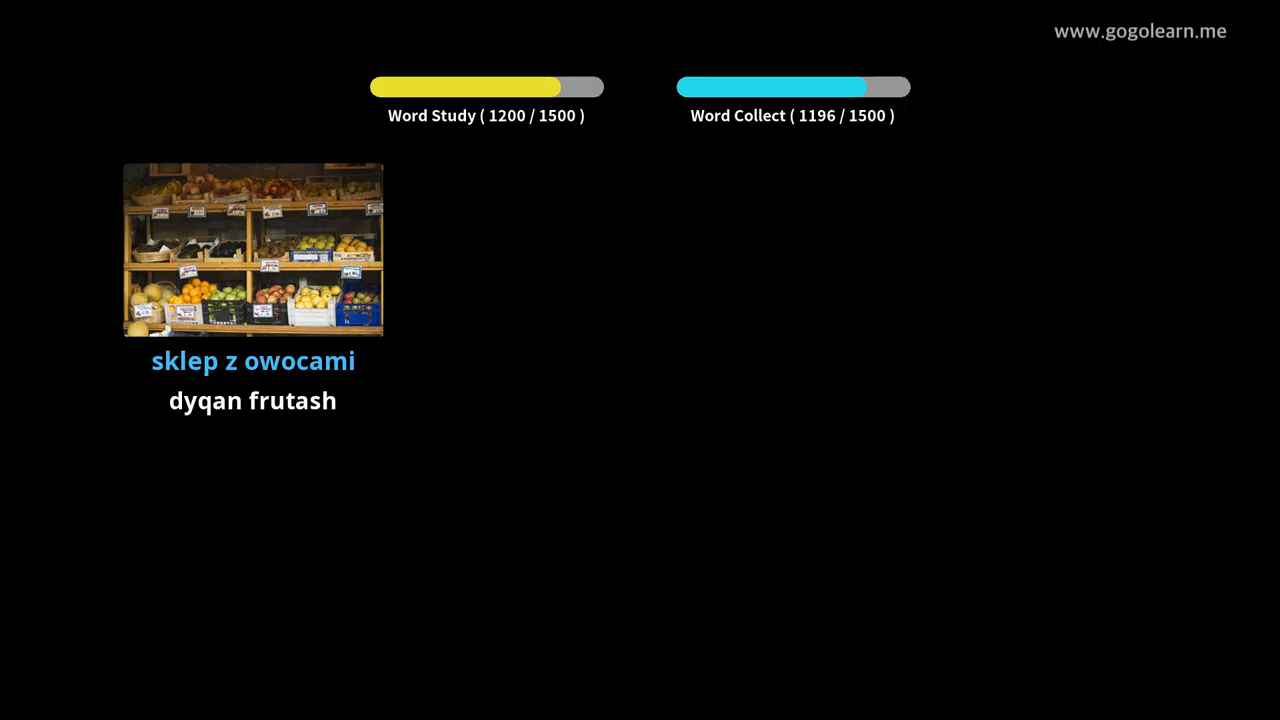 www.gogolearn.me
Word Study ( 1200 / 1500 )
Word Collect ( 1196 / 1500 )
sklep z owocami
dyqan frutash